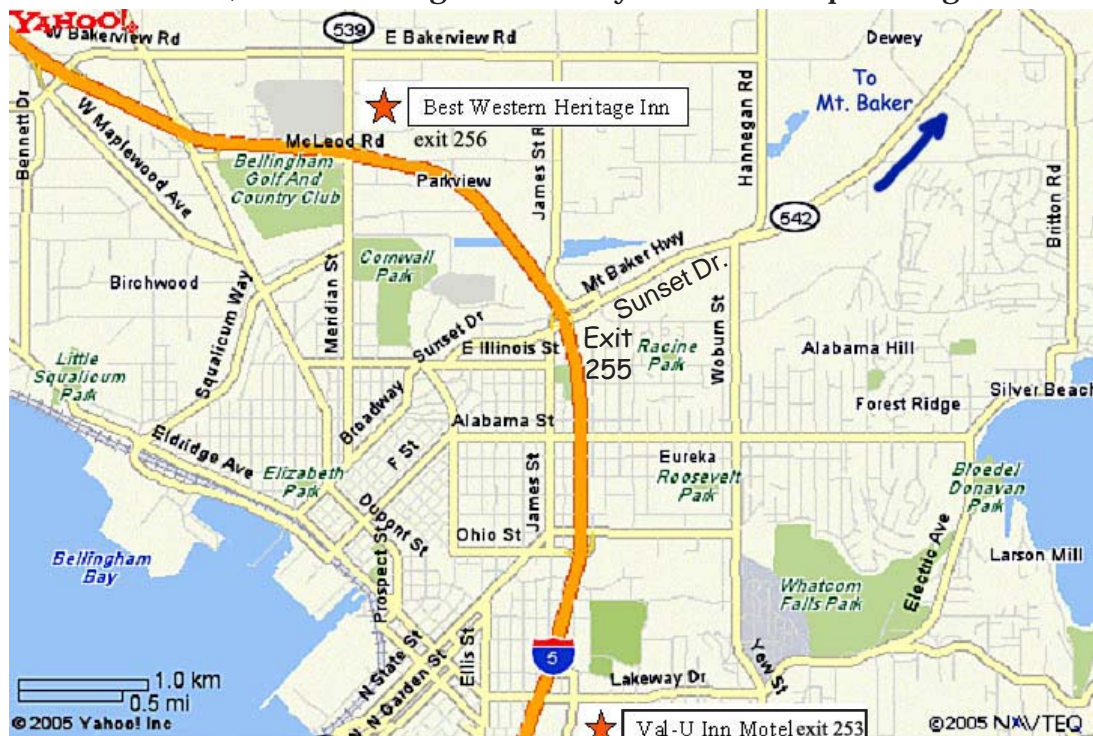 YAHOO!
W Bakerview Rd
539
E Bakerview Rd
Dewey
To
Mt. Baker
Bennett Dr
W Maplewood Ave
Best Western Heritage Inn
McLeod Rd
exit 256
James St R
Hannegan Rd
Bellingham
Golf And
Country Club
Parkview
542
Britton Rd
Birchwood
Squalicum Way
Meridian St
Cornwall
Park
Mt Baker Hwy
Sunset Dr.
Sunset Dr
E Illinois St
Exit
255
Racine
Park
Woburn St
Alabama Hill
Little
Squalicum
Park
Silver Beach
Forest Ridge
Broadway
Alabama St
Eldridge Ave
F St
Elizabeth
Park
James St
Eureka
Roosevelt
Park
Bloedel
Donavan
Park
Dupont St
Ohio St
Prospect St
Bellingham
Bay
Electric Ave
Larson Mill
Whatcom
Falls Park
N State St
N Garden St
Ellis St
5
Yew St
Lakeway Dr
1.0 km
0.5 mi
©2005 Yahoo! Inc
Val-U Inn Motel exit 253
©2005 NAVTEQ